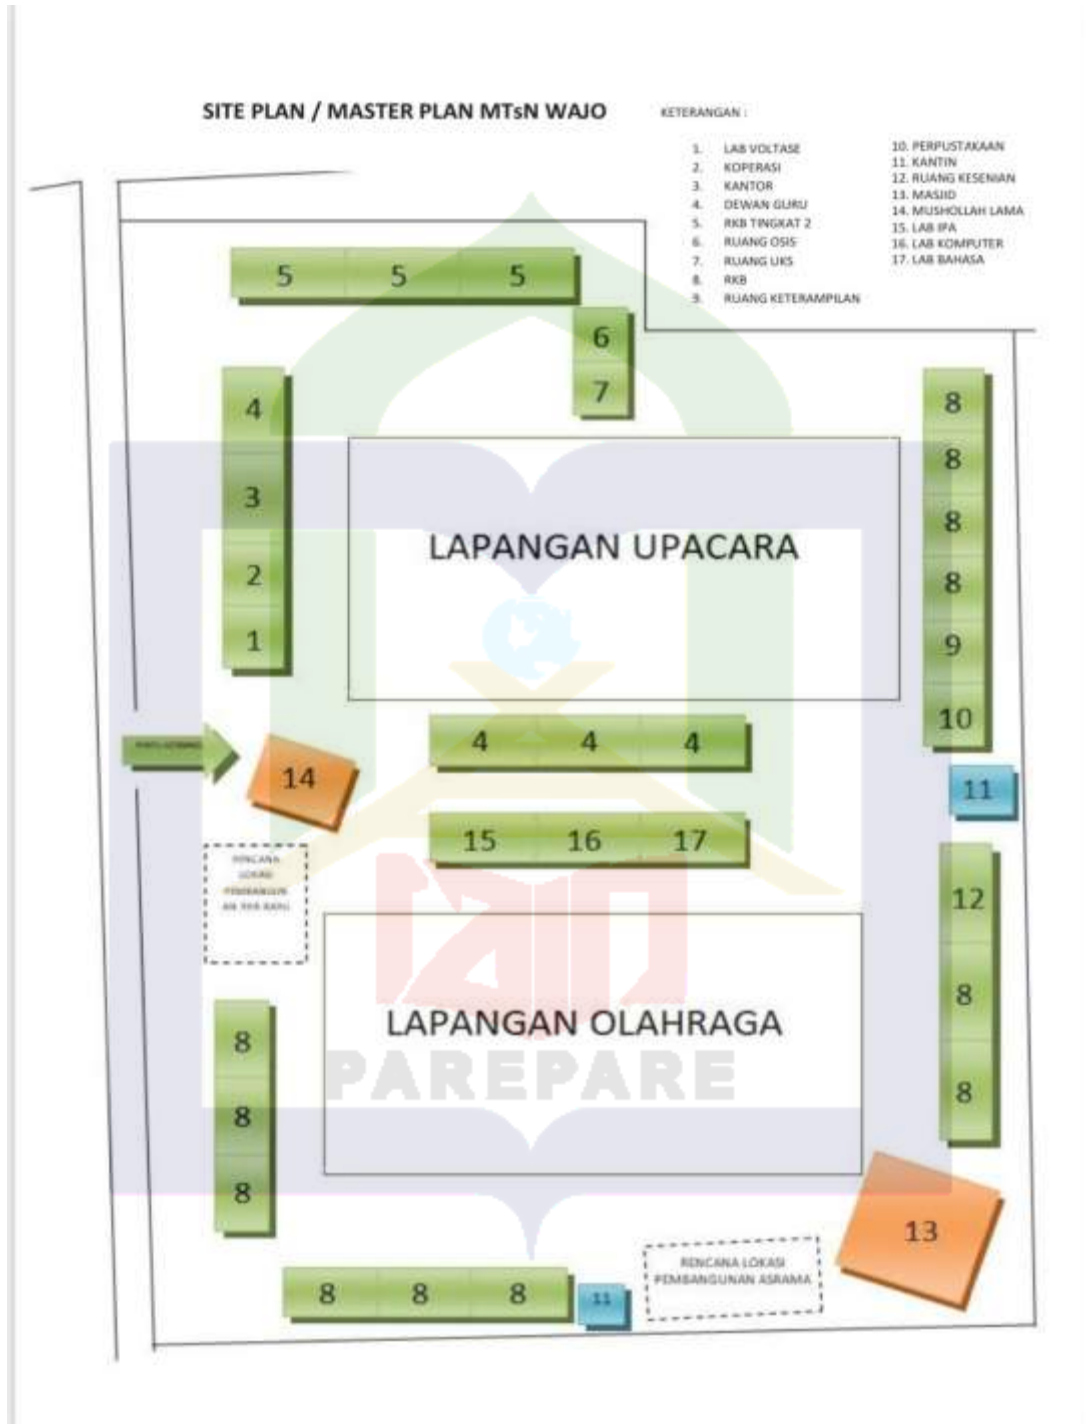 SITE PLAN / MASTER PLAN MTsN WAJO
KETERANGAN :
1. LAB VOLTASE
2. KOPERASI
3. KANTOR
4. DEWAN GURU
5. RKB TINGKAT 2
6. RUANG OSIS
7. RUANG UKS
8. RKB
9. RUANG KETERAMPILAN
10. PERPUSTAKAAN
11. KANTIN
12. RUANG KESENIAN
13. MASJID
14. MUSHOLLAH LAMA
15. LAB IPA
16. LAB KOMPUTER
17. LAB BAHASA
5 5 5
6
7
4
3
2
1
8
8
8
8
9
10
LAPANGAN UPACARA
4 4 4
14
11
15 16 17
RENCANA
LOKASI
PEMBANGUN
12
8
8
LAPANGAN OLAHRAGA
PAREPARE
8
8
8
13
RENCANA LOKASI
PEMBANGUNAN ASRAMA
8 8 8
11